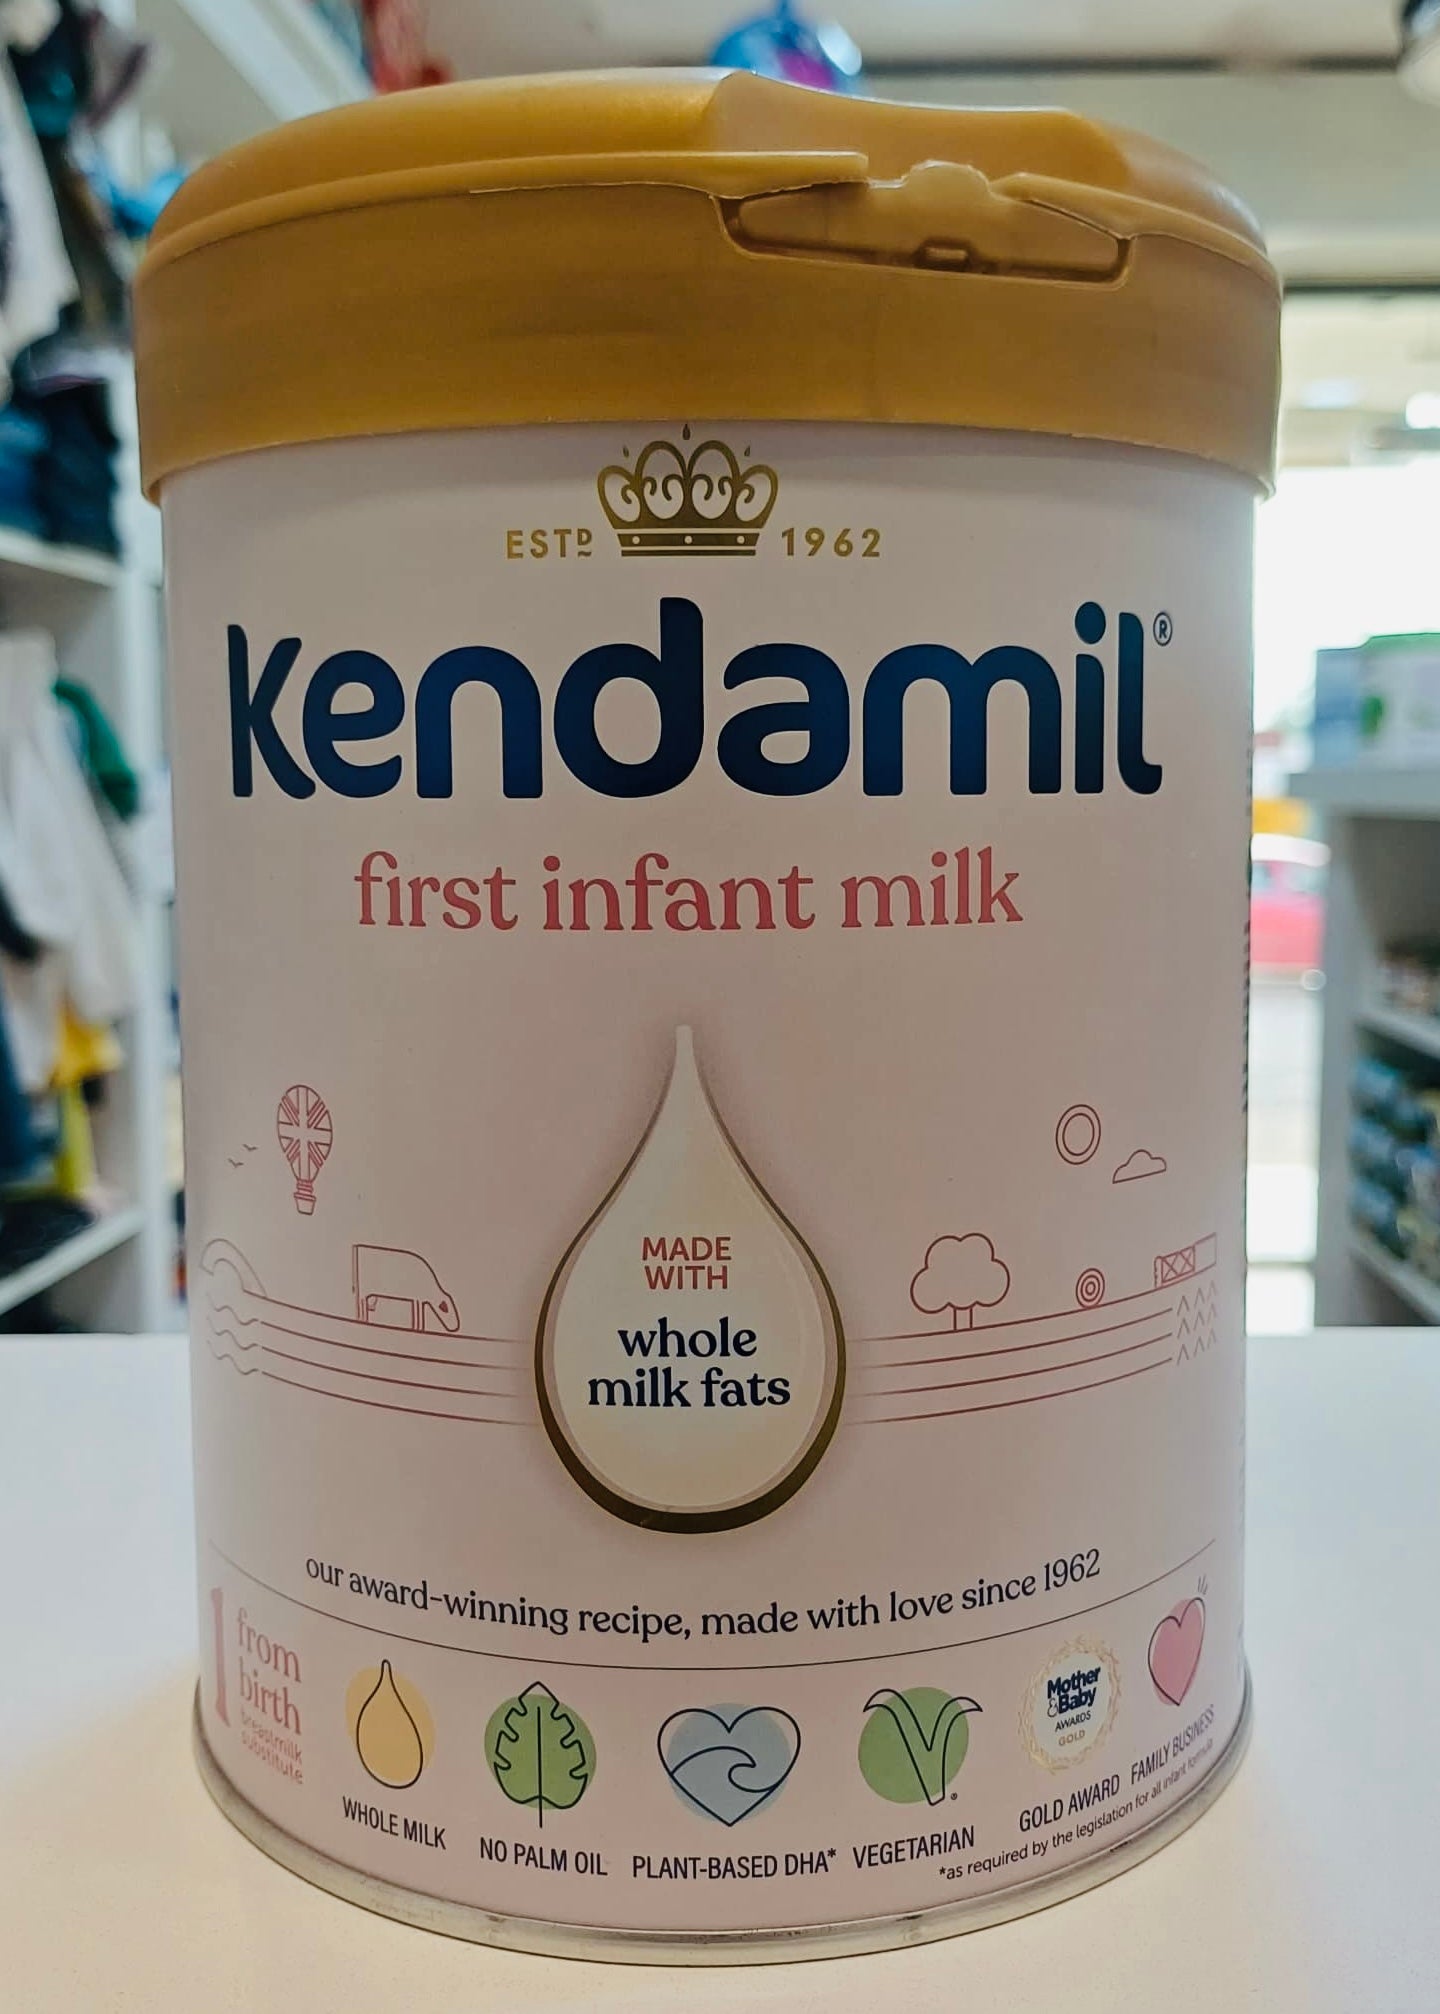 ESTD 1962
Kendamil®
first infant milk
MADE
WITH
whole
milk fats
our award-winning recipe, made with love since 1962
1 from
birth
breastmilk
substitute
WHOLE MILK
NO PALM OIL
PLANT-BASED DHA*
VEGETARIAN
Mother
&Baby
AWARDS
GOLD
GOLD AWARD
FAMILY BUSINESS
*as required by the legislation for all infant formula